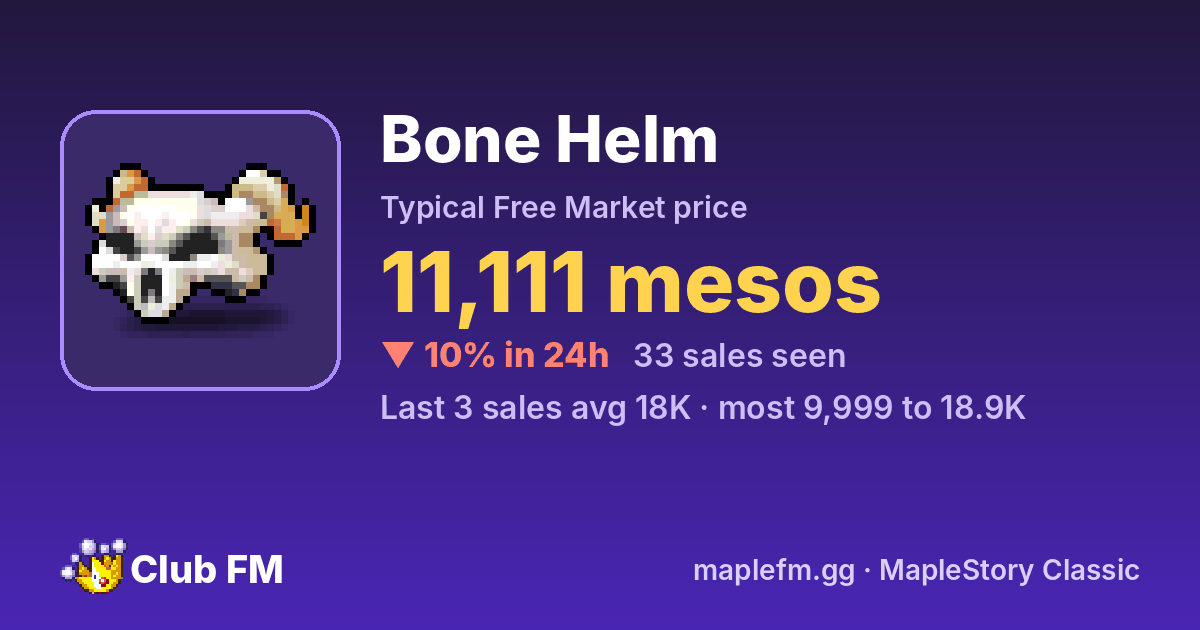 Bone Helm
Typical Free Market price
11,111 mesos
▼ 10% in 24h 33 sales seen
Last 3 sales avg 18K · most 9,999 to 18.9K
Club FM
maplefm.gg · MapleStory Classic